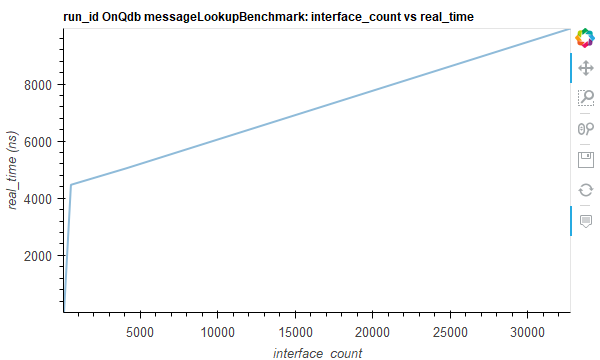 run_id OnQdb messageLookupBenchmark: interface_count vs real_time
8000
6000
4000
2000
real_time (ns)
5000 10000 15000 20000 25000 30000
interface_count